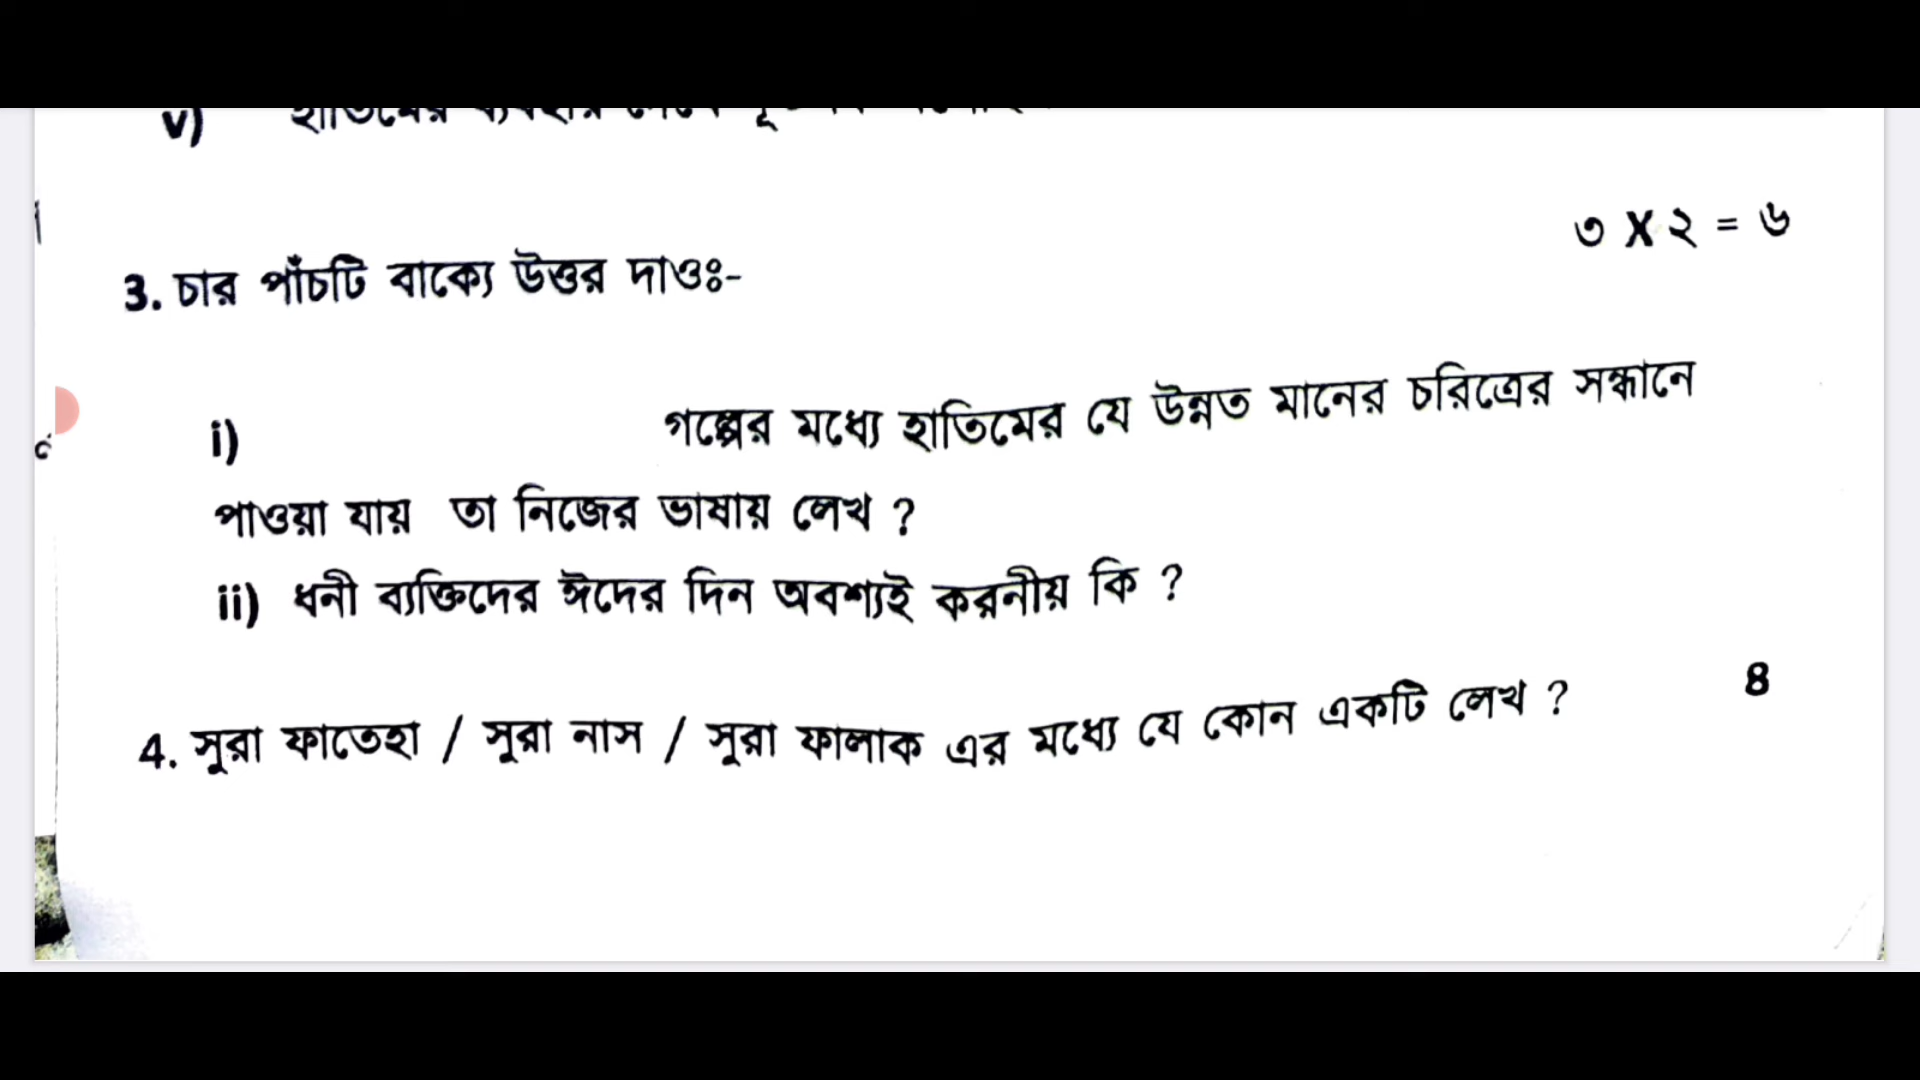 v) হাতিমের ব্যবহার দেখে
৩ X ২ = ৬
3. চার পাঁচটি বাক্যে উত্তর দাওঃ-
i) গল্পের মধ্যে হাতিমের যে উন্নত মানের চরিত্রের সন্ধানে
পাওয়া যায় তা নিজের ভাষায় লেখ ?
ii) ধনী ব্যক্তিদের ঈদের দিন অবশ্যই করনীয় কি ?
4. সুরা ফাতেহা / সুরা নাস / সুরা ফালাক এর মধ্যে যে কোন একটি লেখ ? 8